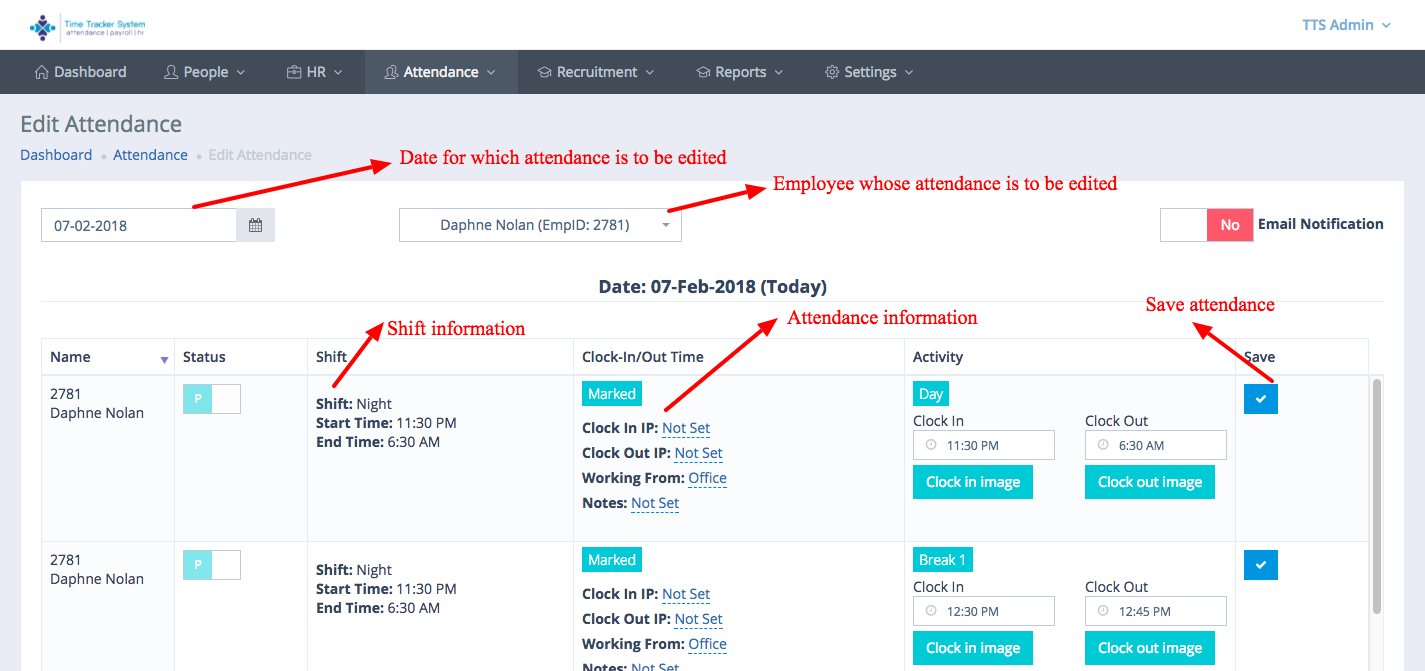 Time Tracker System
attendance | payroll | hr
TTS Admin
Dashboard People HR Attendance Recruitment Reports Settings
Edit Attendance
Dashboard Attendance Edit Attendance
Date for which attendance is to be edited
Employee whose attendance is to be edited
07-02-2018 Daphne Nolan (EmpID: 2781) No Email Notification
Date: 07-Feb-2018 (Today)
Save attendance
Shift information
Attendance information
Name Status Shift Clock-In/Out Time Activity Save
2781
Daphne Nolan
P
Shift: Night
Start Time: 11:30 PM
End Time: 6:30 AM
Marked
Clock In IP: Not Set
Clock Out IP: Not Set
Working From: Office
Notes: Not Set
Day
Clock In Clock Out
11:30 PM 6:30 AM
Clock in image Clock out image
2781
Daphne Nolan
P
Shift: Night
Start Time: 11:30 PM
End Time: 6:30 AM
Marked
Clock In IP: Not Set
Clock Out IP: Not Set
Working From: Office
Notes: Not Set
Break 1
Clock In Clock Out
12:30 PM 12:45 PM
Clock in image Clock out image